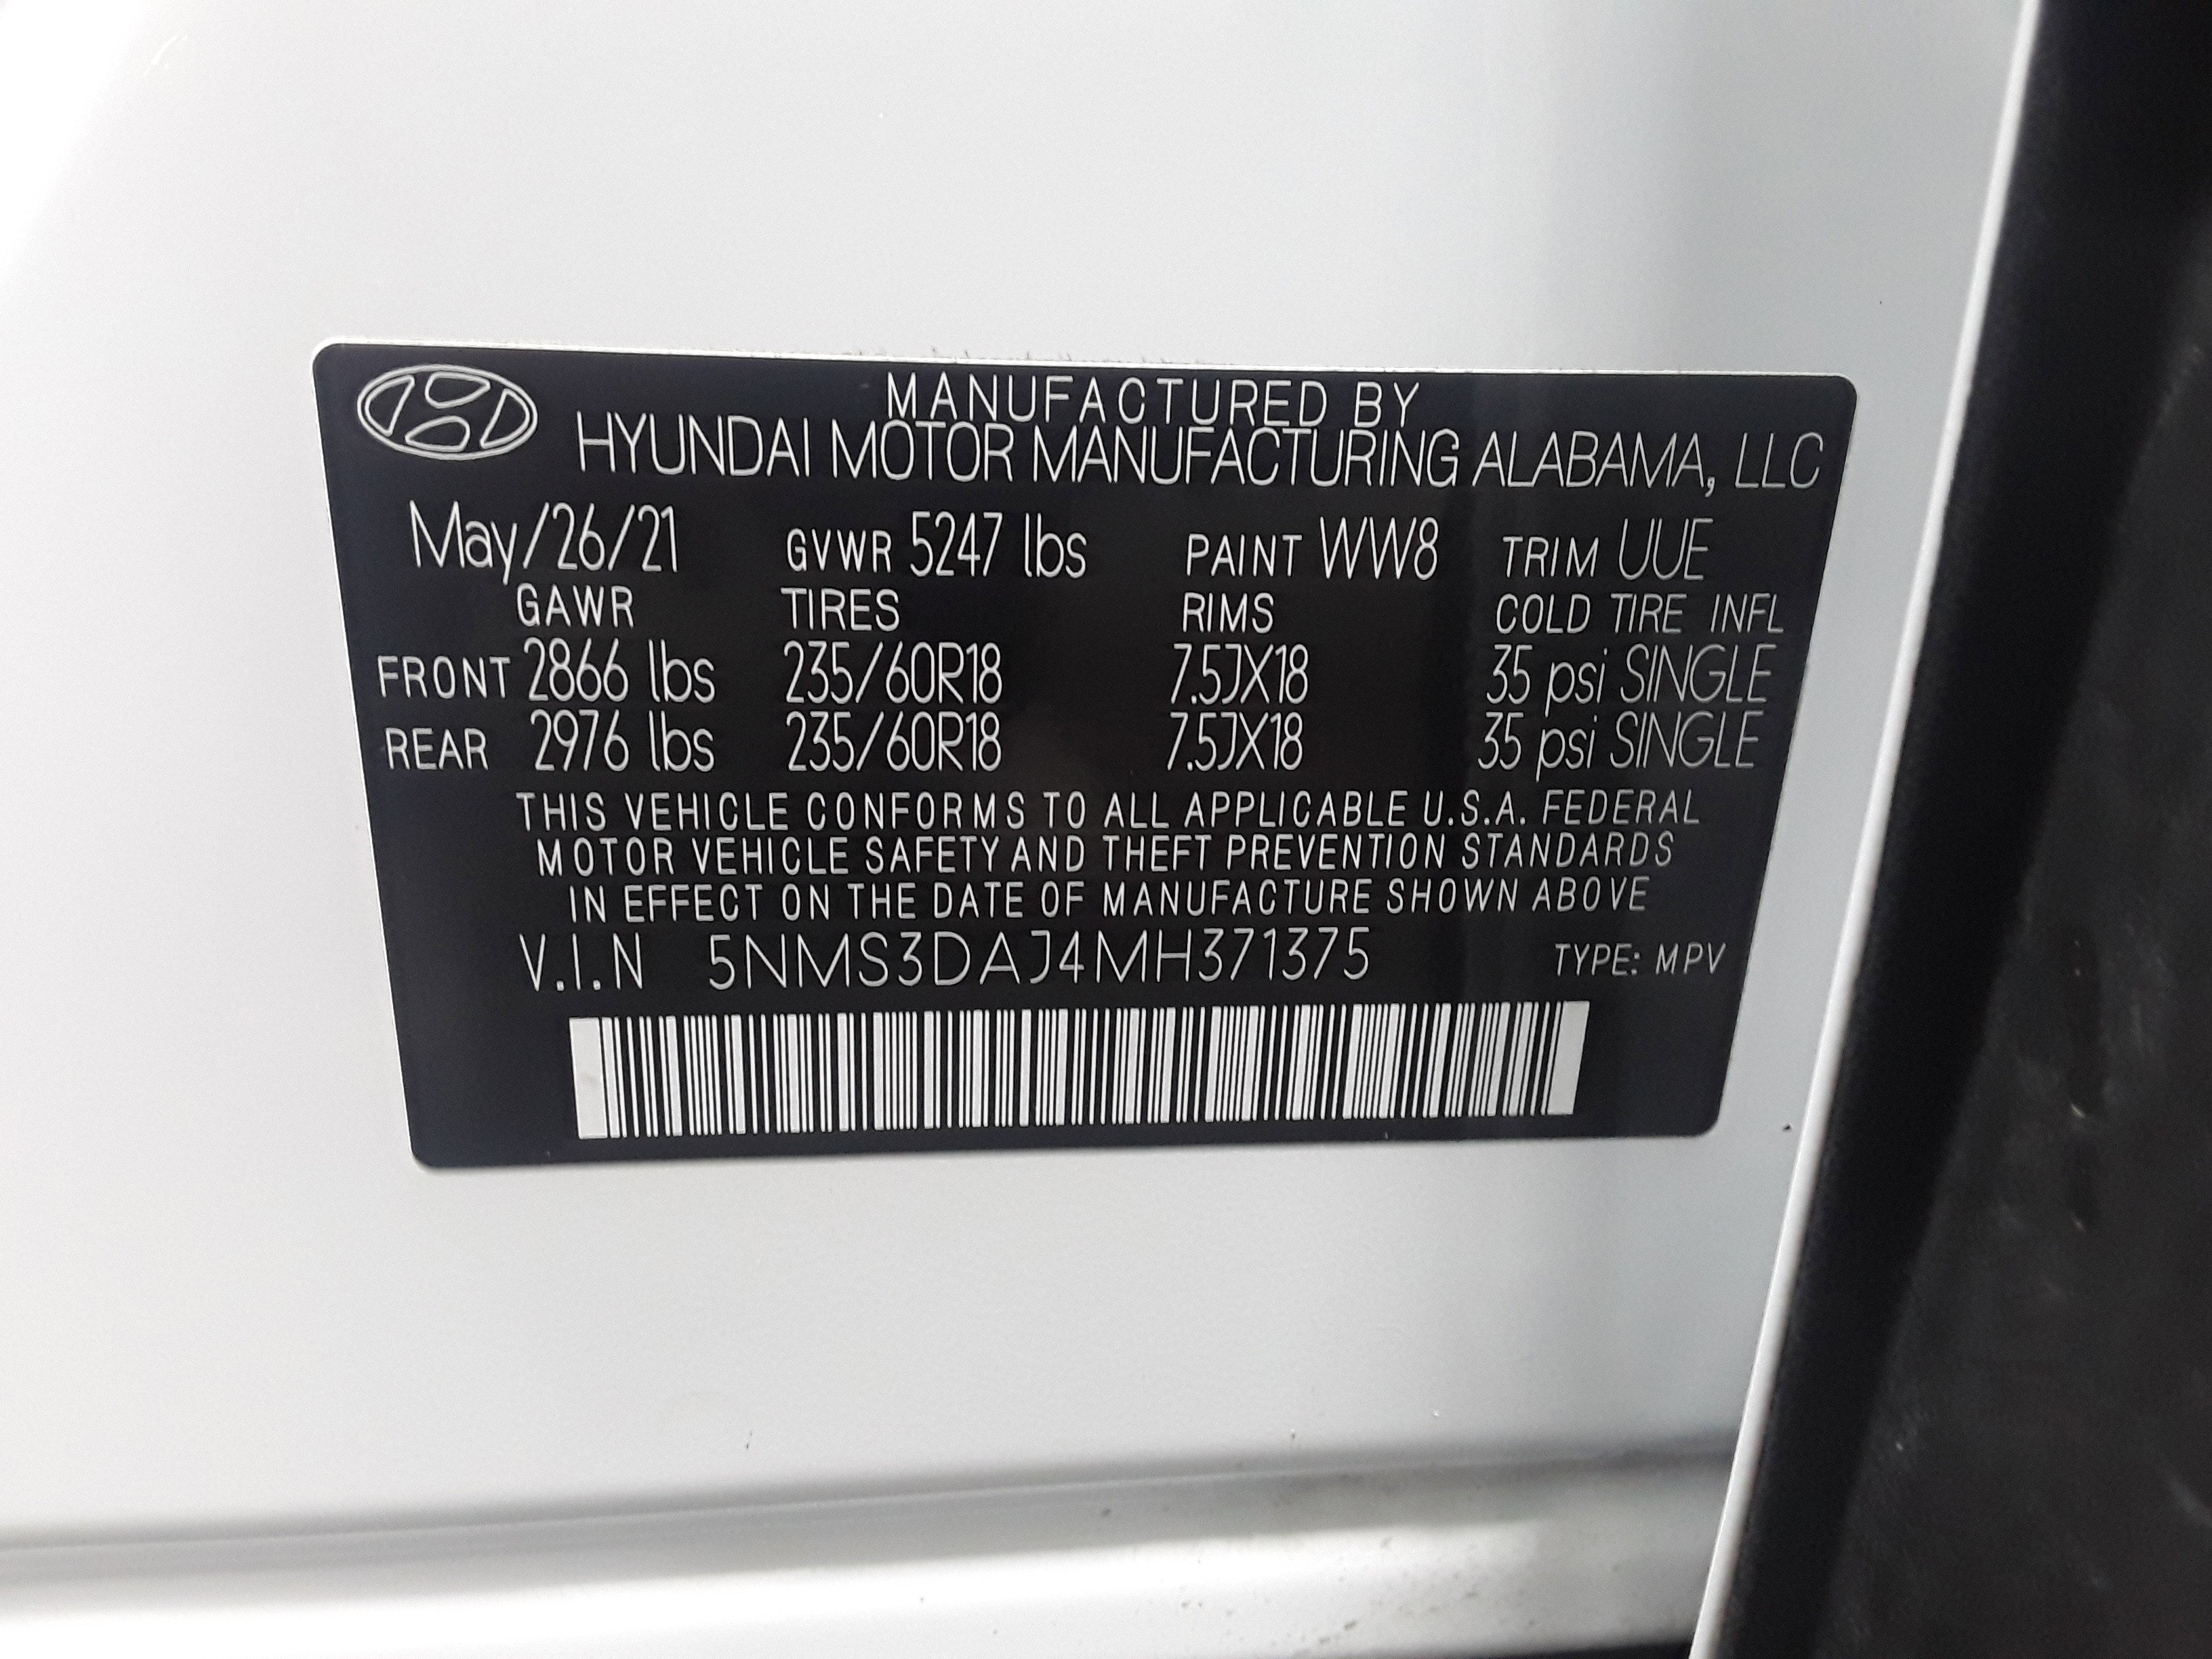 MANUFACTURED BY
HYUNDAI MOTOR MANUFACTURING ALABAMA, LLC
May/26/21 GVWR 5247 lbs PAINT WW8 TRIM UUE
GAWR TIRES RIMS COLD TIRE INFL
FRONT 2866 lbs 235/60R18 7.5JX18 35 psi SINGLE
REAR 2976 lbs 235/60R18 7.5JX18 35 psi SINGLE
THIS VEHICLE CONFORMS TO ALL APPLICABLE U.S.A. FEDERAL
MOTOR VEHICLE SAFETY AND THEFT PREVENTION STANDARDS
IN EFFECT ON THE DATE OF MANUFACTURE SHOWN ABOVE
V.I.N 5NMS3DAJ4MH371375 TYPE: MPV